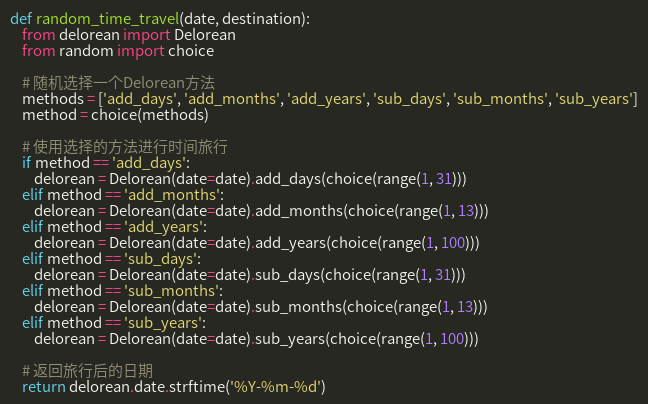 def random_time_travel(date, destination):
    from delorean import Delorean
    from random import choice

    # 随机选择一个Delorean方法
    methods = ['add_days', 'add_months', 'add_years', 'sub_days', 'sub_months', 'sub_years']
    method = choice(methods)

    # 使用选择的方法进行时间旅行
    if method == 'add_days':
        delorean = Delorean(date=date).add_days(choice(range(1, 31)))
    elif method == 'add_months':
        delorean = Delorean(date=date).add_months(choice(range(1, 13)))
    elif method == 'add_years':
        delorean = Delorean(date=date).add_years(choice(range(1, 100)))
    elif method == 'sub_days':
        delorean = Delorean(date=date).sub_days(choice(range(1, 31)))
    elif method == 'sub_months':
        delorean = Delorean(date=date).sub_months(choice(range(1, 13)))
    elif method == 'sub_years':
        delorean = Delorean(date=date).sub_years(choice(range(1, 100)))

    # 返回旅行后的日期
    return delorean.date.strftime('%Y-%m-%d')